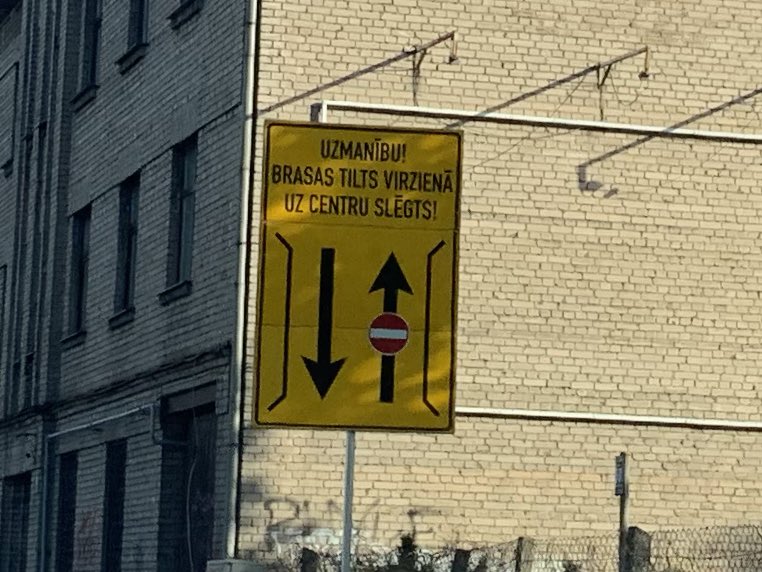 UZMANĪBU!
BRASAS TILTS VIRZIENĀ
UZ CENTRU SLĒGTS!